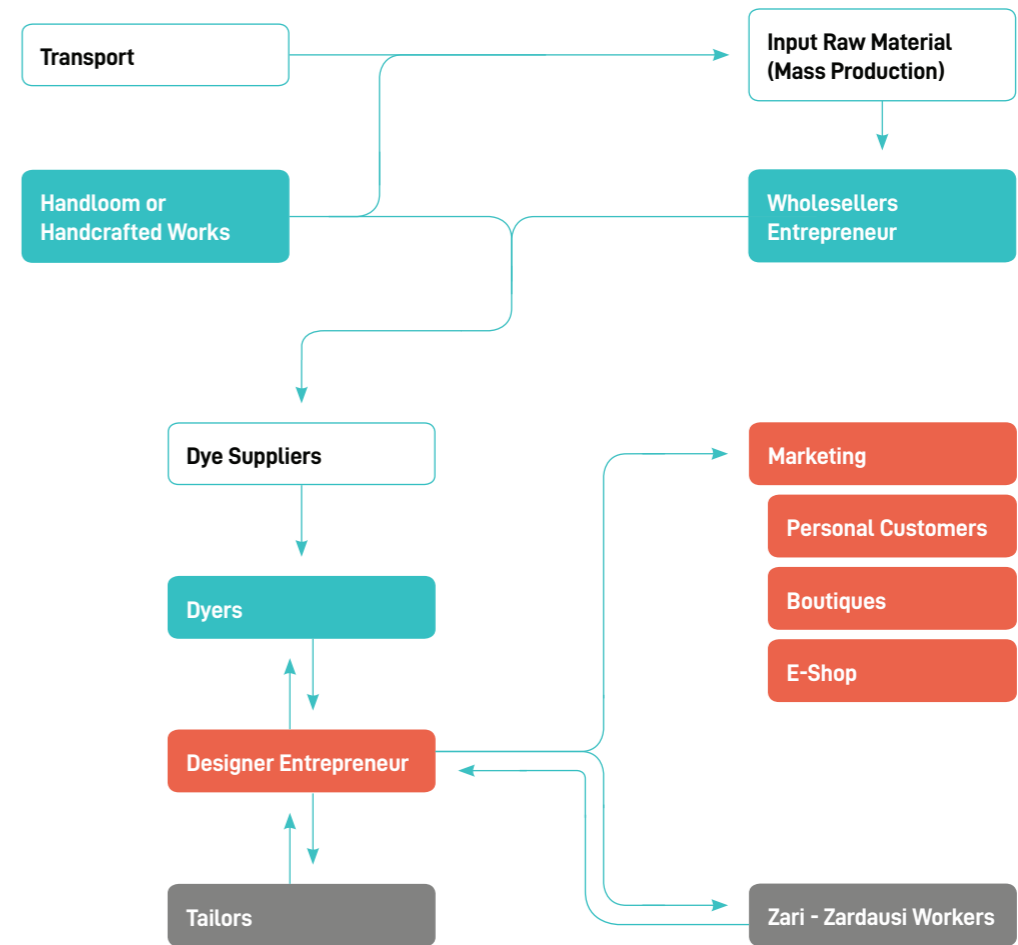 Transport
Input Raw Material
(Mass Production)
Handloom or
Handcrafted Works
Wholesellers
Entrepreneur
Dye Suppliers
Marketing
Personal Customers
Dyers
Boutiques
E-Shop
Designer Entrepreneur
Tailors
Zari - Zardausi Workers